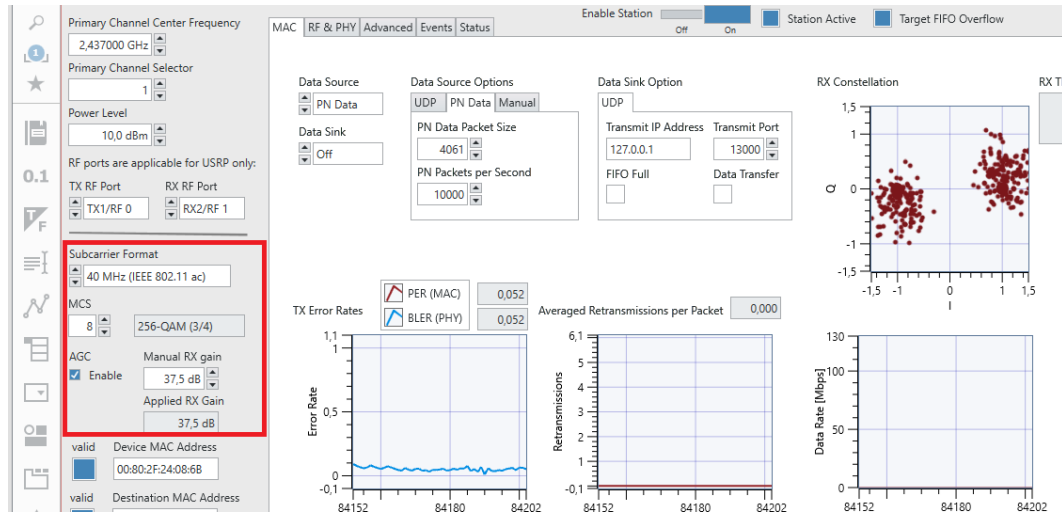 Primary Channel Center Frequency
2,437000 GHz
Primary Channel Selector
1
Power Level
10,0 dBm
RF ports are applicable for USRP only:
TX RF Port RX RF Port
TX1/RF 0 RX2/RF 1
Subcarrier Format
40 MHz (IEEE 802.11 ac)
MCS
8 256-QAM (3/4)
AGC Manual RX gain
Enable 37,5 dB
Applied RX Gain
37,5 dB
valid Device MAC Address
00:80:2F:24:08:6B
valid Destination MAC Address
1
0.1
T F
MAC RF & PHY Advanced Events Status
Enable Station Off On
Station Active Target FIFO Overflow
Data Source
PN Data
Data Sink
Off
Data Source Options
UDP PN Data Manual
PN Data Packet Size
4061
PN Packets per Second
10000
Data Sink Option
UDP
Transmit IP Address Transmit Port
127.0.0.1 13000
FIFO Full Data Transfer
RX Constellation
1,5
1
Q 0
-1
-1,5
-1,5 -1 0 1 1,5
I
TX Error Rates
PER (MAC) 0,052
BLER (PHY) 0,052
1,1
1
Error Rate
0,5
0
-0,1
84152 84180 84202
Averaged Retransmissions per Packet 0,000
6,1
5
4
Retransmissions
3
2
1
-0,1
84152 84180 84202
130
100
Data Rate [Mbps]
50
0
84152 84180 84202